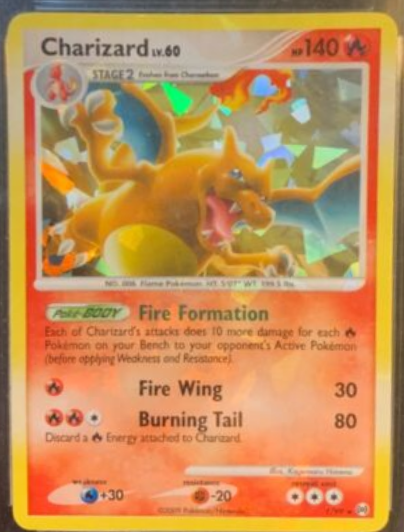 Charizard LV.60 HP 140
STAGE 2 Evolves from Charmeleon
NO. 006 Flame Pokémon HT. 5'07" WT. 199.5 lbs.
Poké-BODY Fire Formation
Each of Charizard's attacks does 10 more damage for each
Pokémon on your Bench to your opponent's Active Pokémon
(before applying Weakness and Resistance).
Fire Wing 30
Burning Tail 80
Discard a Energy attached to Charizard.
weakness resistance retreat cost
+30 -20
©2009 Pokémon/Nintendo 1/99